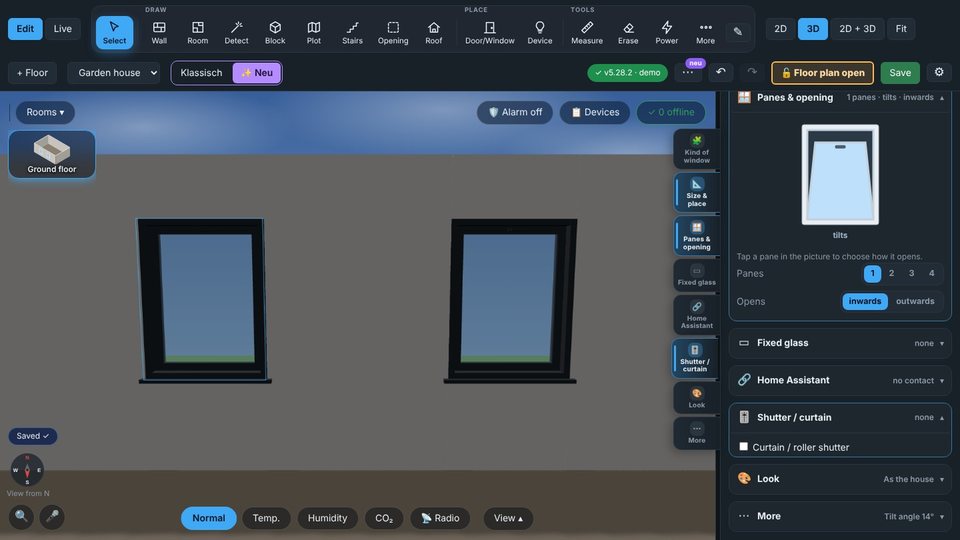 DRAW
PLACE
TOOLS
Edit
Live
Select
Wall
Room
Detect
Block
Plot
Stairs
Opening
Roof
Door/Window
Device
Measure
Erase
Power
More
2D
3D
2D + 3D
Fit
+ Floor
Garden house
Klassisch
✨ Neu
✓ v5.28.2 · demo
neu
Floor plan open
Save
Rooms ▾
Alarm off
Devices
✓ 0 offline
Ground floor
Kind of
window
Size &
place
Panes &
opening
Fixed glass
Home
Assistant
Shutter /
curtain
Look
More
Panes & opening
1 panes · tilts · inwards
tilts
Tap a pane in the picture to choose how it opens.
Panes
1
2
3
4
Opens
inwards
outwards
Fixed glass
none
Home Assistant
no contact
Shutter / curtain
none
Curtain / roller shutter
Look
As the house
More
Tilt angle 14°
Saved ✓
N
W
E
S
View from N
Normal
Temp.
Humidity
CO₂
Radio
View ▴